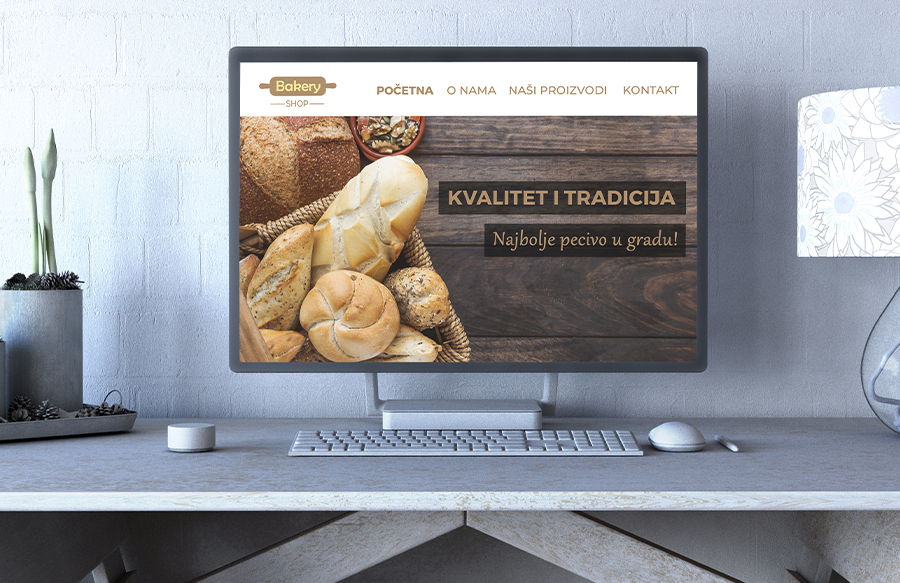 Bakery
SHOP
POČETNA O NAMA NAŠI PROIZVODI KONTAKT
KVALITET I TRADICIJA
Najbolje pecivo u gradu!